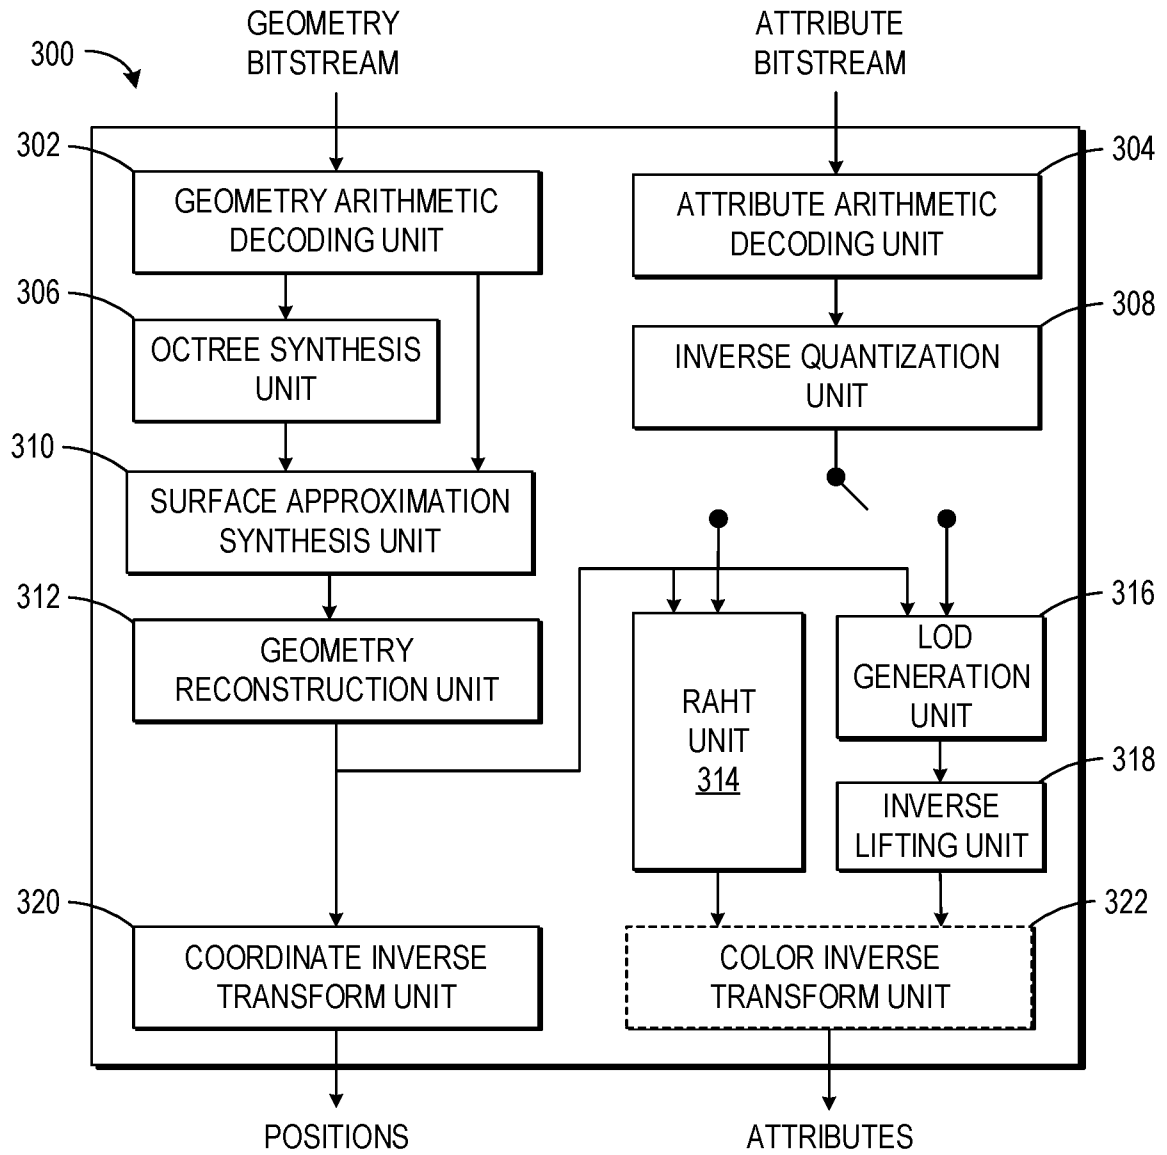 GEOMETRY
BITSTREAM
ATTRIBUTE
BITSTREAM
300
302
GEOMETRY ARITHMETIC
DECODING UNIT
304
ATTRIBUTE ARITHMETIC
DECODING UNIT
306
OCTREE SYNTHESIS
UNIT
308
INVERSE QUANTIZATION
UNIT
310
SURFACE APPROXIMATION
SYNTHESIS UNIT
312
GEOMETRY
RECONSTRUCTION UNIT
RAHT
UNIT
314
316
LOD
GENERATION
UNIT
318
INVERSE
LIFTING UNIT
320
COORDINATE INVERSE
TRANSFORM UNIT
322
COLOR INVERSE
TRANSFORM UNIT
POSITIONS
ATTRIBUTES